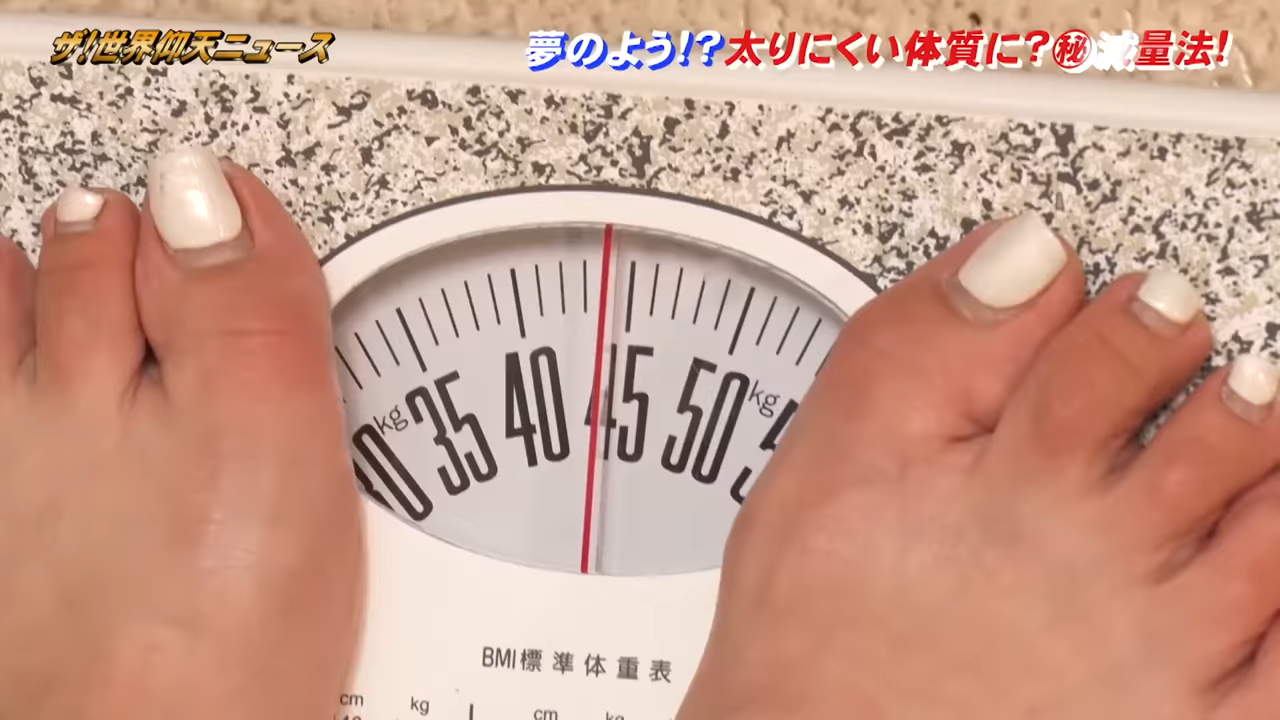 ザ!世界仰天ニュース
夢のよう!?太りにくい体質に?㊙減量法!
35 40 45 50
kg kg
BMI標準体重表
cm kg cm kg